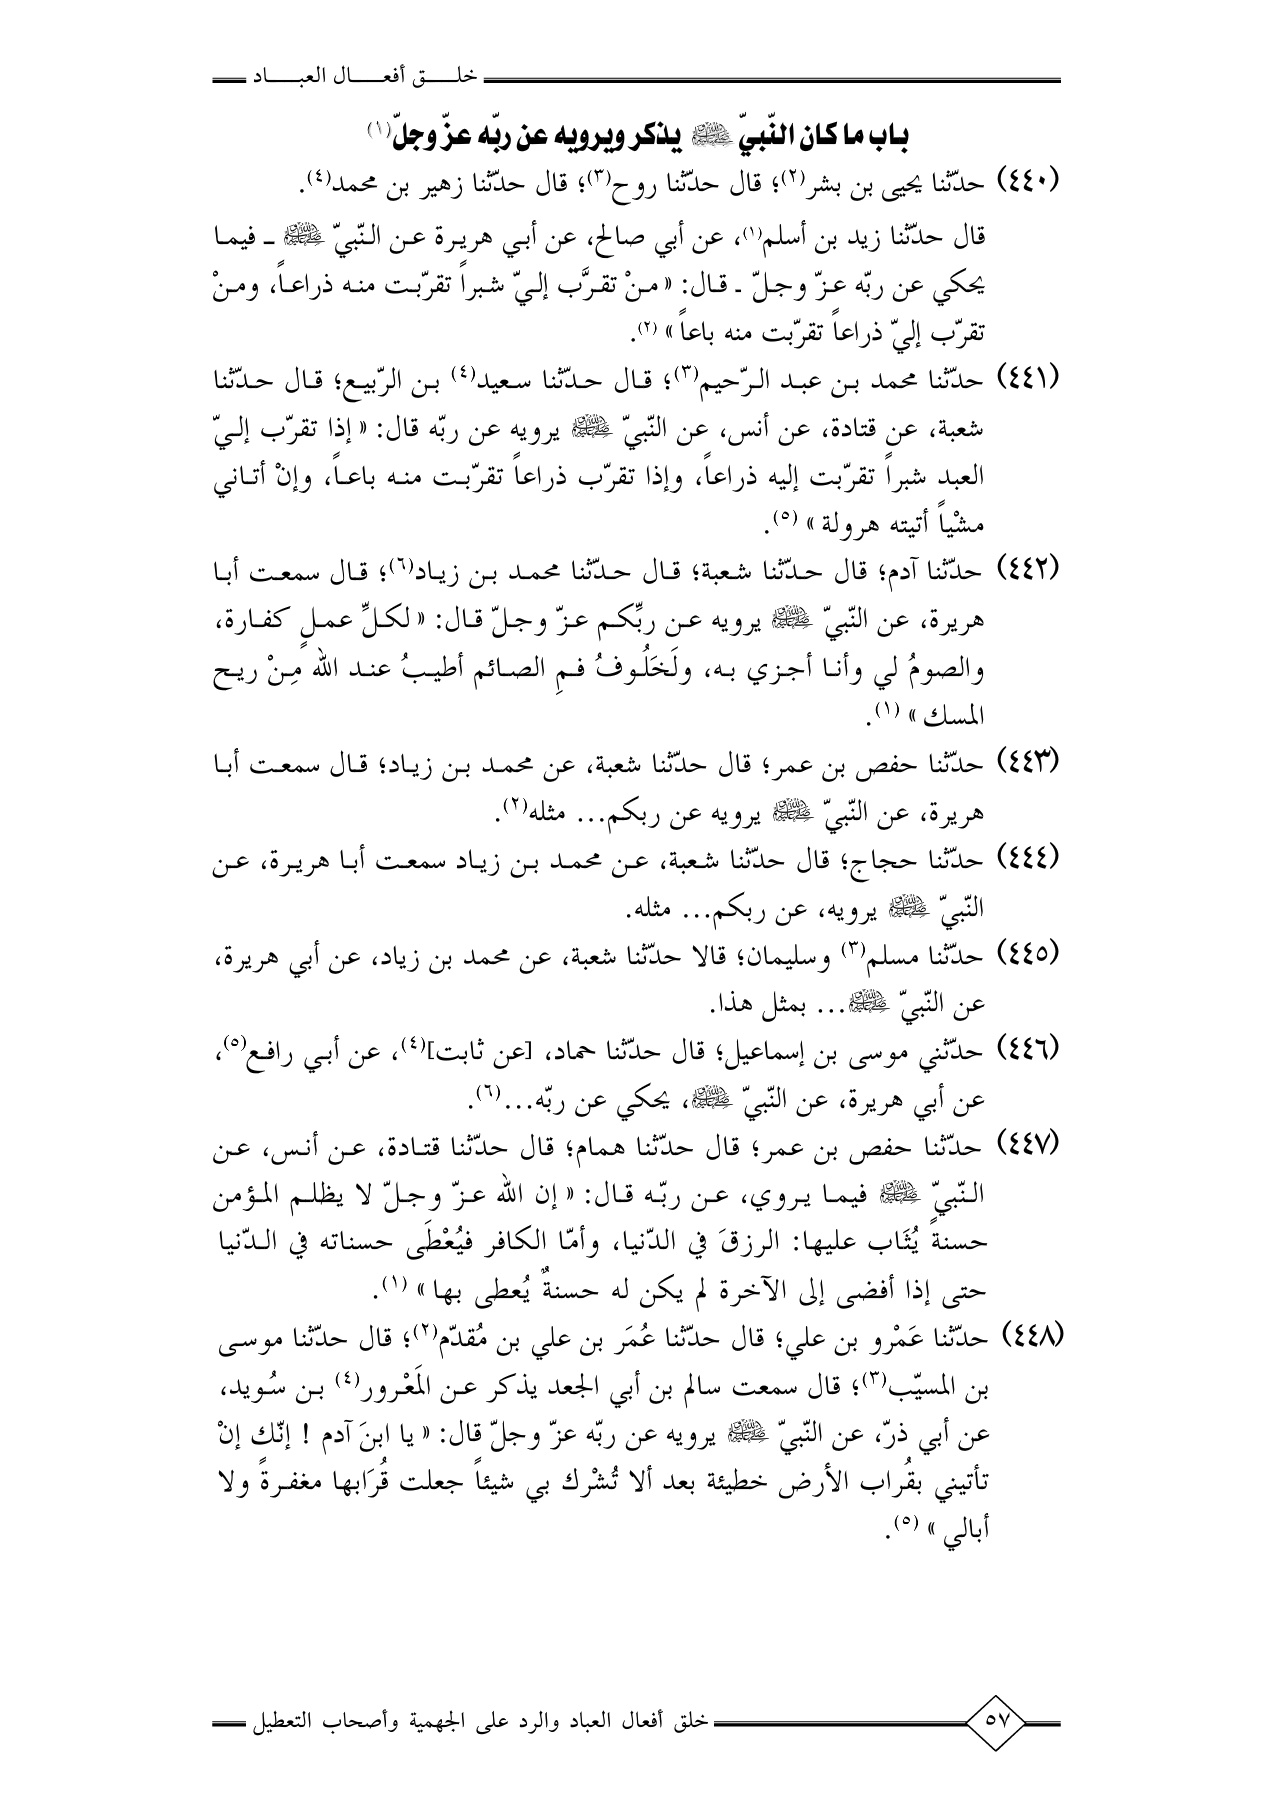 خلـــق أفعـــال العبـــاد
باب ما كان النّبيّ ﷺ يذكر ويرويه عن ربّه عزّ وجلّ(١)
(٤٤٠) حدّثنا يحيى بن بشر(٢)؛ قال حدّثنا روح(٣)؛ قال حدّثنا زهير بن محمد(٤).
قال حدّثنا زيد بن أسلم(١)، عن أبي صالح، عن أبي هريرة عن النّبيّ ﷺ ـ فيما
يحكي عن ربّه عزّ وجلّ ـ قال: « منْ تقرَّب إليّ شبراً تقرّبت منه ذراعاً، ومنْ
تقرّب إليّ ذراعاً تقرّبت منه باعاً » (٢).
(٤٤١) حدّثنا محمد بن عبد الرّحيم(٣)؛ قال حدّثنا سعيد(٤) بن الرّبيع؛ قال حدّثنا
شعبة، عن قتادة، عن أنس، عن النّبيّ ﷺ يرويه عن ربّه قال: « إذا تقرّب إليّ
العبد شبراً تقرّبت إليه ذراعاً، وإذا تقرّب ذراعاً تقرّبت منه باعاً، وإنْ أتاني
مشْياً أتيته هرولة » (٥).
(٤٤٢) حدّثنا آدم؛ قال حدّثنا شعبة؛ قال حدّثنا محمد بن زياد(٦)؛ قال سمعت أبا
هريرة، عن النّبيّ ﷺ يرويه عن ربِّكم عزّ وجلّ قال: « لكلِّ عملٍ كفارة،
والصومُ لي وأنا أجزي به، ولَخَلُوفُ فمِ الصائم أطيبُ عند الله مِنْ ريح
المسك » (١).
(٤٤٣) حدّثنا حفص بن عمر؛ قال حدّثنا شعبة، عن محمد بن زياد؛ قال سمعت أبا
هريرة، عن النّبيّ ﷺ يرويه عن ربكم... مثله(٢).
(٤٤٤) حدّثنا حجاج؛ قال حدّثنا شعبة، عن محمد بن زياد سمعت أبا هريرة، عن
النّبيّ ﷺ يرويه، عن ربكم... مثله.
(٤٤٥) حدّثنا مسلم(٣) وسليمان؛ قالا حدّثنا شعبة، عن محمد بن زياد، عن أبي هريرة،
عن النّبيّ ﷺ... بمثل هذا.
(٤٤٦) حدّثني موسى بن إسماعيل؛ قال حدّثنا حماد، [عن ثابت](٤)، عن أبي رافع(٥)،
عن أبي هريرة، عن النّبيّ ﷺ، يحكي عن ربّه...(٦).
(٤٤٧) حدّثنا حفص بن عمر؛ قال حدّثنا همام؛ قال حدّثنا قتادة، عن أنس، عن
النّبيّ ﷺ فيما يروي، عن ربّه قال: « إن الله عزّ وجلّ لا يظلم المؤمن
حسنةً يُثَاب عليها: الرزقَ في الدّنيا، وأمّا الكافر فيُعْطَى حسناته في الدّنيا
حتى إذا أفضى إلى الآخرة لم يكن له حسنةٌ يُعطى بها » (١).
(٤٤٨) حدّثنا عَمْرو بن علي؛ قال حدّثنا عُمَر بن علي بن مُقدّم(٢)؛ قال حدّثنا موسى
بن المسيّب(٣)؛ قال سمعت سالم بن أبي الجعد يذكر عن المَعْرور(٤) بن سُويد،
عن أبي ذرّ، عن النّبيّ ﷺ يرويه عن ربّه عزّ وجلّ قال: « يا ابنَ آدم ! إنّك إنْ
تأتيني بقُراب الأرض خطيئة بعد ألا تُشْرك بي شيئاً جعلت قُرَابها مغفرةً ولا
أبالي » (٥).
٥٧ خلق أفعال العباد والرد على الجهمية وأصحاب التعطيل